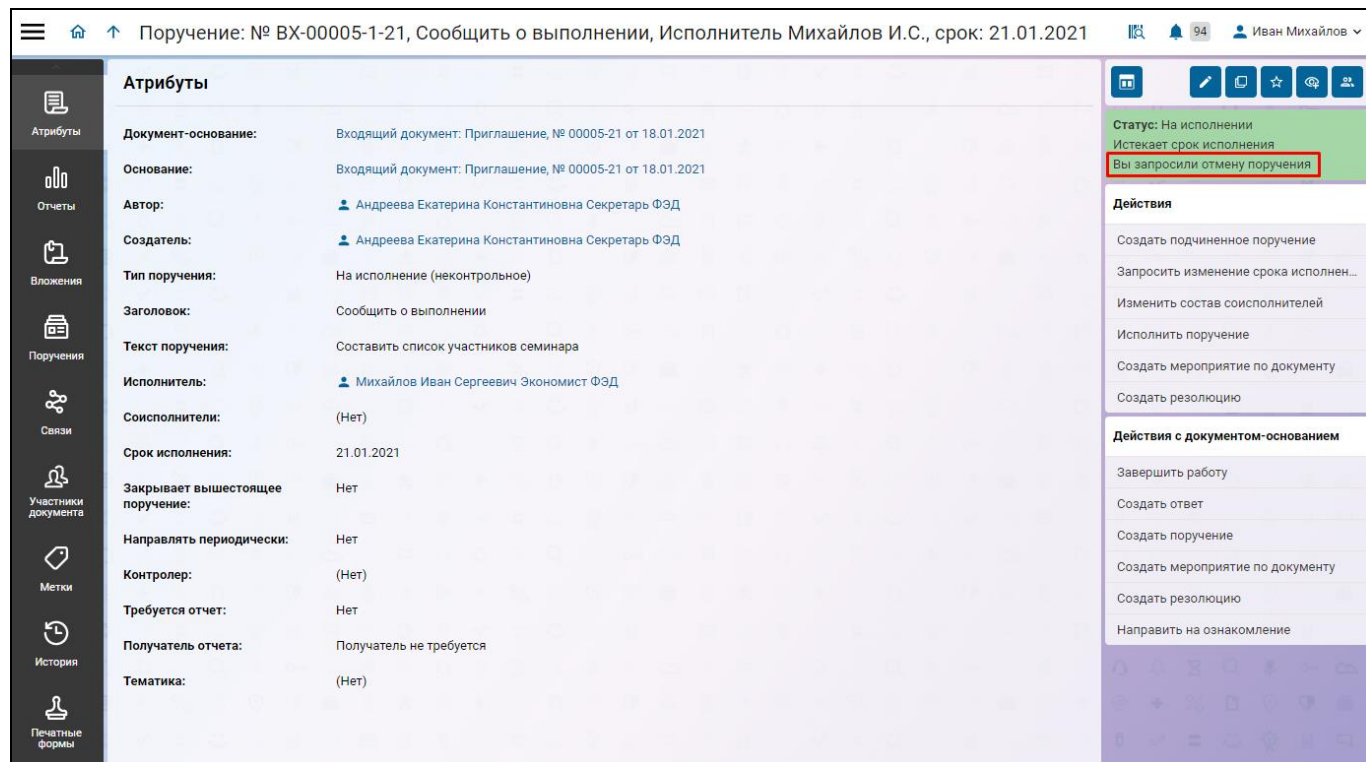 Поручение: № ВХ-00005-1-21, Сообщить о выполнении, Исполнитель Михайлов И.С., срок: 21.01.2021
94
Иван Михайлов
Атрибуты
Отчеты
Вложения
Поручения
Связи
Участники
документа
Метки
История
Печатные
формы
Атрибуты
Документ-основание: Входящий документ: Приглашение, № 00005-21 от 18.01.2021
Основание: Входящий документ: Приглашение, № 00005-21 от 18.01.2021
Автор: Андреева Екатерина Константиновна Секретарь ФЭД
Создатель: Андреева Екатерина Константиновна Секретарь ФЭД
Тип поручения: На исполнение (неконтрольное)
Заголовок: Сообщить о выполнении
Текст поручения: Составить список участников семинара
Исполнитель: Михайлов Иван Сергеевич Экономист ФЭД
Соисполнители: (Нет)
Срок исполнения: 21.01.2021
Закрывает вышестоящее Нет
поручение:
Направлять периодически: Нет
Контролер: (Нет)
Требуется отчет: Нет
Получатель отчета: Получатель не требуется
Тематика: (Нет)
Статус: На исполнении
Истекает срок исполнения
Вы запросили отмену поручения
Действия
Создать подчиненное поручение
Запросить изменение срока исполнен...
Изменить состав соисполнителей
Исполнить поручение
Создать мероприятие по документу
Создать резолюцию
Действия с документом-основанием
Завершить работу
Создать ответ
Создать поручение
Создать мероприятие по документу
Создать резолюцию
Направить на ознакомление